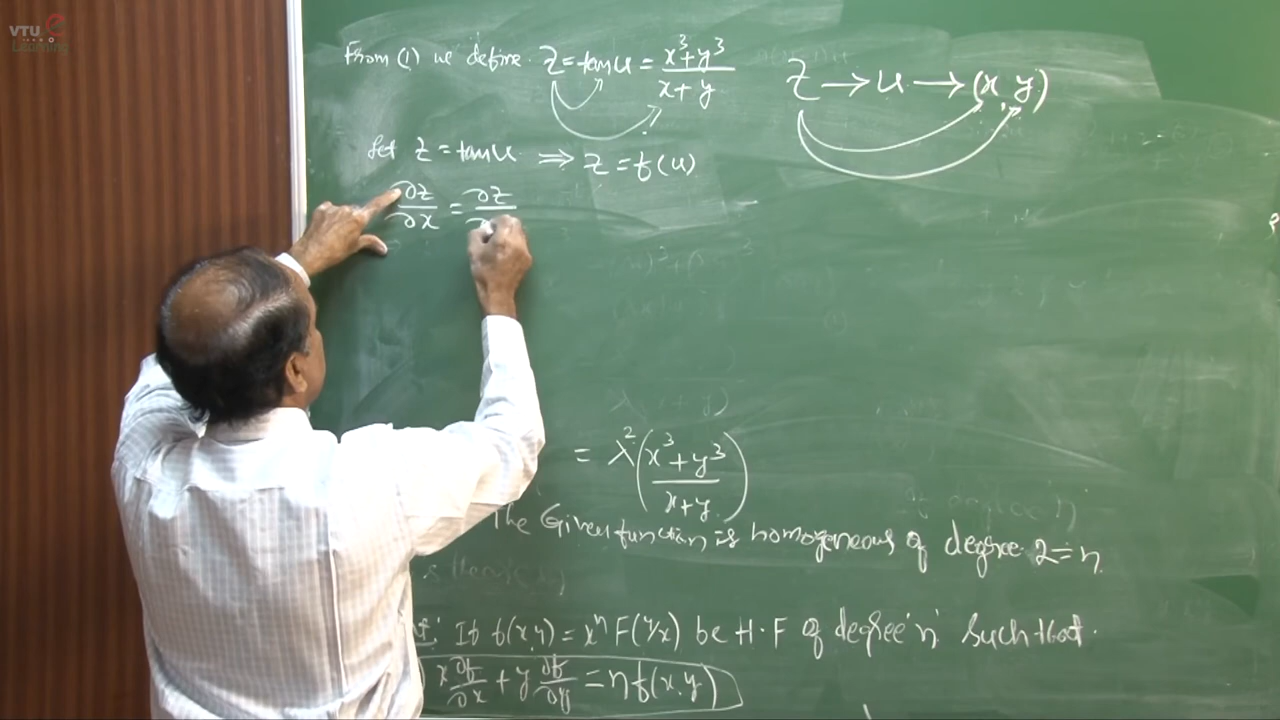 VTU e
Learning
From (1) we define z = tan u = x³+y³ / x+y
z → u → (x, y)
Let z = tan u ⇒ z = f(u)
∂z/∂x = ∂z/∂
= λ² (x³+y³ / x+y)
The Given function is homogeneous of degree 2 = n
If f(x,y) = xⁿ F(y/x) be H.F of degree 'n' such that
x ∂f/∂x + y ∂f/∂y = n f(x,y)